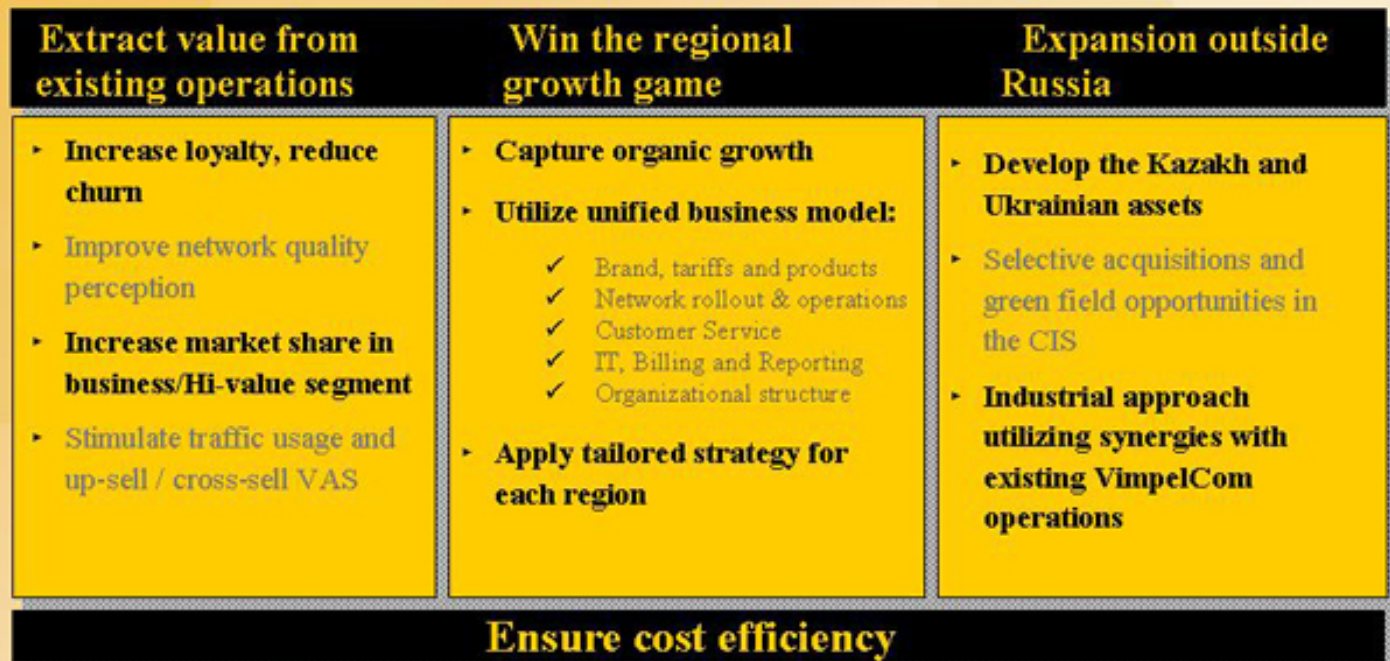 Extract value from
existing operations
Win the regional
growth game
Expansion outside
Russia
Increase loyalty, reduce
churn
Improve network quality
perception
Increase market share in
business/Hi-value segment
Stimulate traffic usage and
up-sell / cross-sell VAS
Capture organic growth
Utilize unified business model:
Brand, tariffs and products
Network rollout & operations
Customer Service
IT, Billing and Reporting
Organizational structure
Apply tailored strategy for
each region
Develop the Kazakh and
Ukrainian assets
Selective acquisitions and
green field opportunities in
the CIS
Industrial approach
utilizing synergies with
existing VimpelCom
operations
Ensure cost efficiency